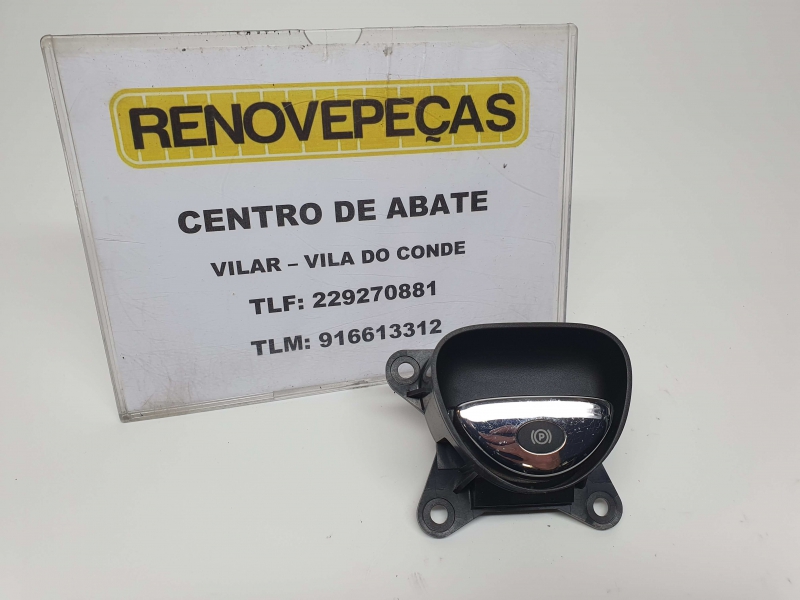 RENOVEPEÇAS
CENTRO DE ABATE
VILAR – VILA DO CONDE
TLF: 229270881
TLM: 916613312
(P)